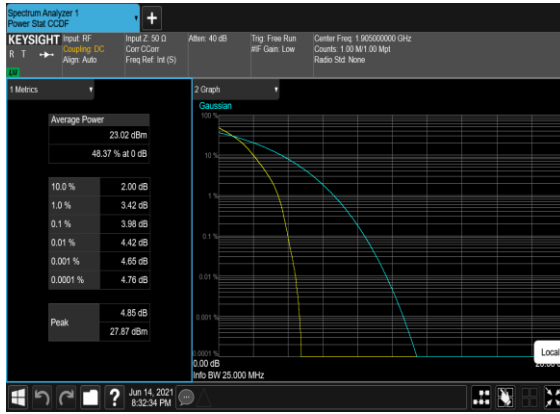 Spectrum Analyzer 1
Power Stat CCDF
KEYSIGHT
R T
LXI
Input: RF
Coupling: DC
Align: Auto
Input Z: 50 Ω
Corr CCorr
Freq Ref: Int (S)
Atten: 40 dB
Trig: Free Run
#IF Gain: Low
Center Freq: 1.905000000 GHz
Counts: 1.00 M/1.00 Mpt
Radio Std: None
1 Metrics
Average Power
23.02 dBm
48.37 % at 0 dB
10.0 % 2.00 dB
1.0 % 3.42 dB
0.1 % 3.98 dB
0.01 % 4.42 dB
0.001 % 4.65 dB
0.0001 % 4.76 dB
Peak
4.85 dB
27.87 dBm
2 Graph
Gaussian
100 %
10 %
1 %
0.1 %
0.01 %
0.001 %
0.0001 %
0.00 dB
Info BW 25.000 MHz
Local
Jun 14, 2021
8:32:34 PM